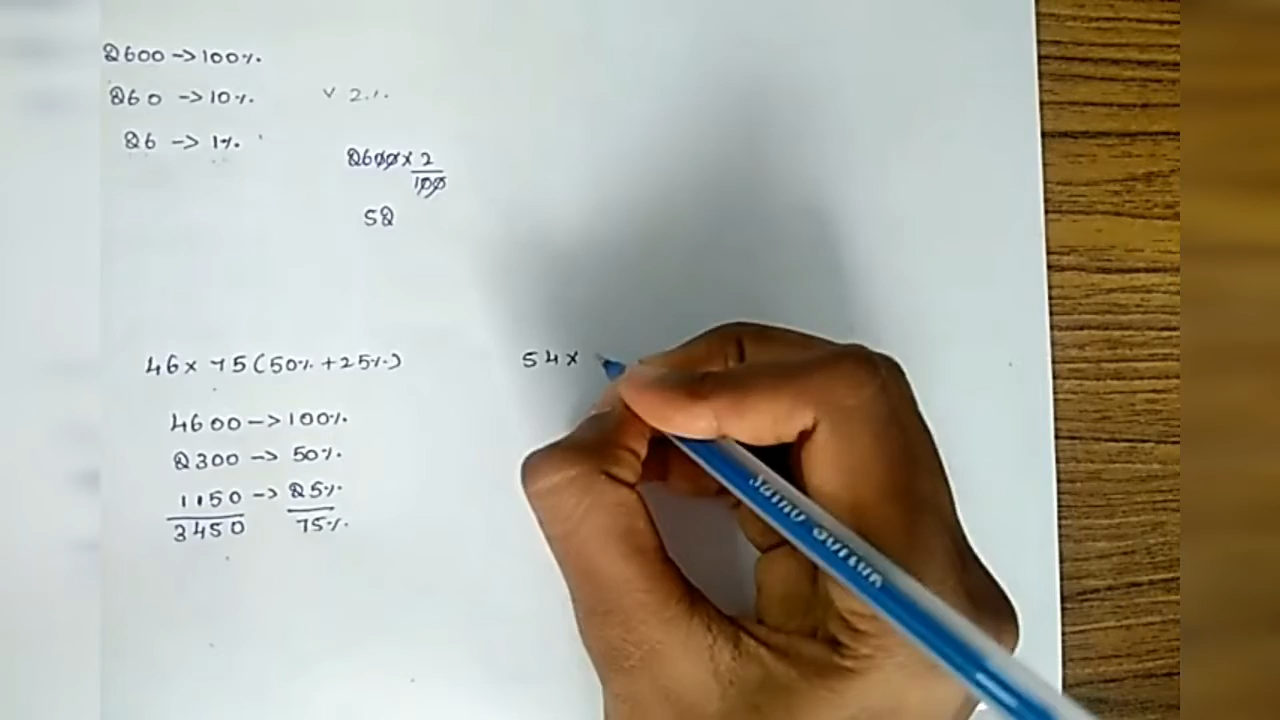 2600 -> 100%.
260 -> 10%.
26 -> 1%.
v 2%.
2600 x 2
100
52
46 x 75 (50% + 25%)
4600 -> 100%.
2300 -> 50%.
1150 -> 25%.
3450 75%.
54 x